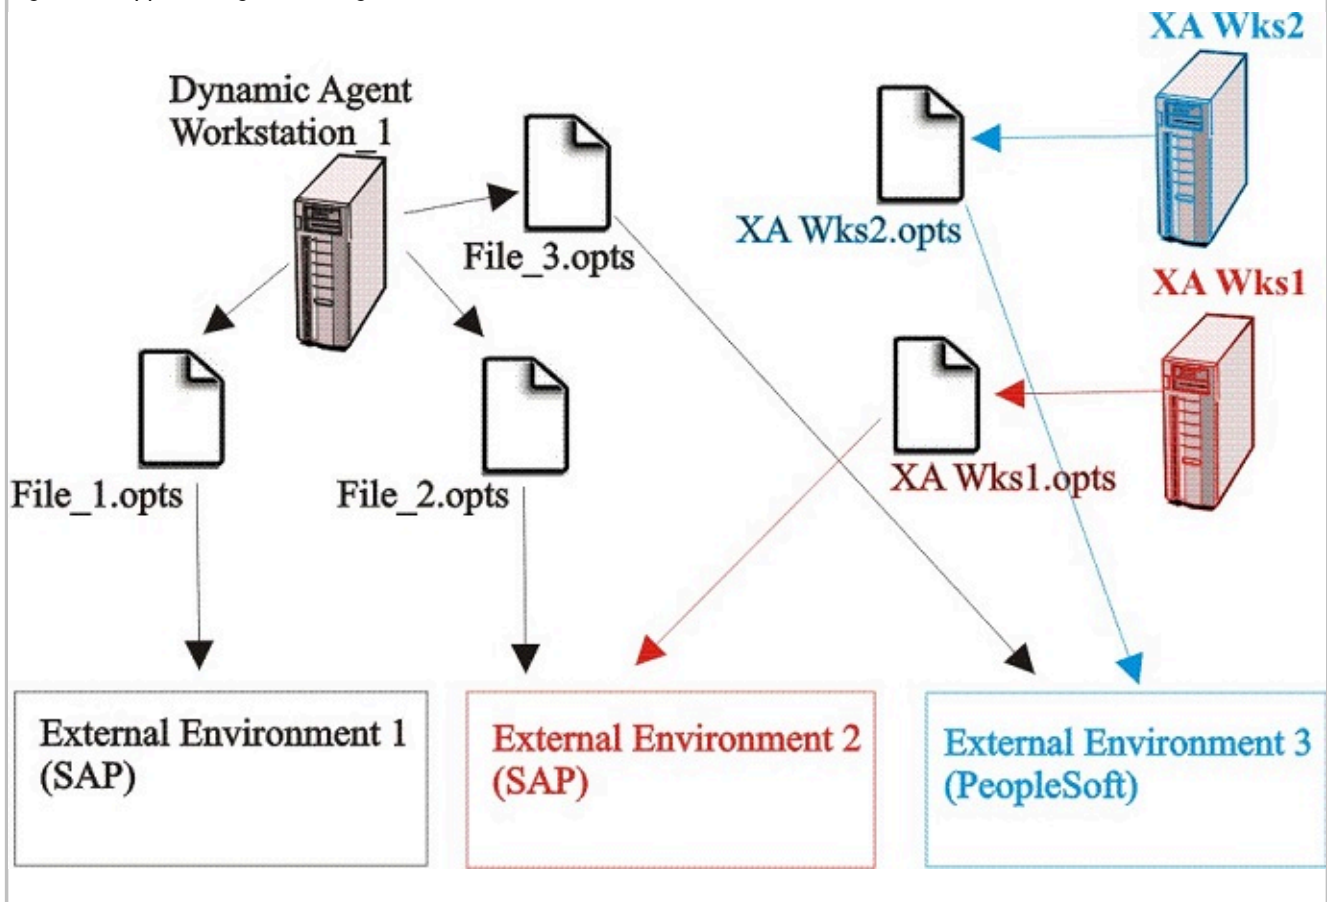 XA Wks2
Dynamic Agent
Workstation_1
XA Wks2.opts
File_3.opts
XA Wks1
File_1.opts
File_2.opts
XA Wks1.opts
External Environment 1
(SAP)
External Environment 2
(SAP)
External Environment 3
(PeopleSoft)